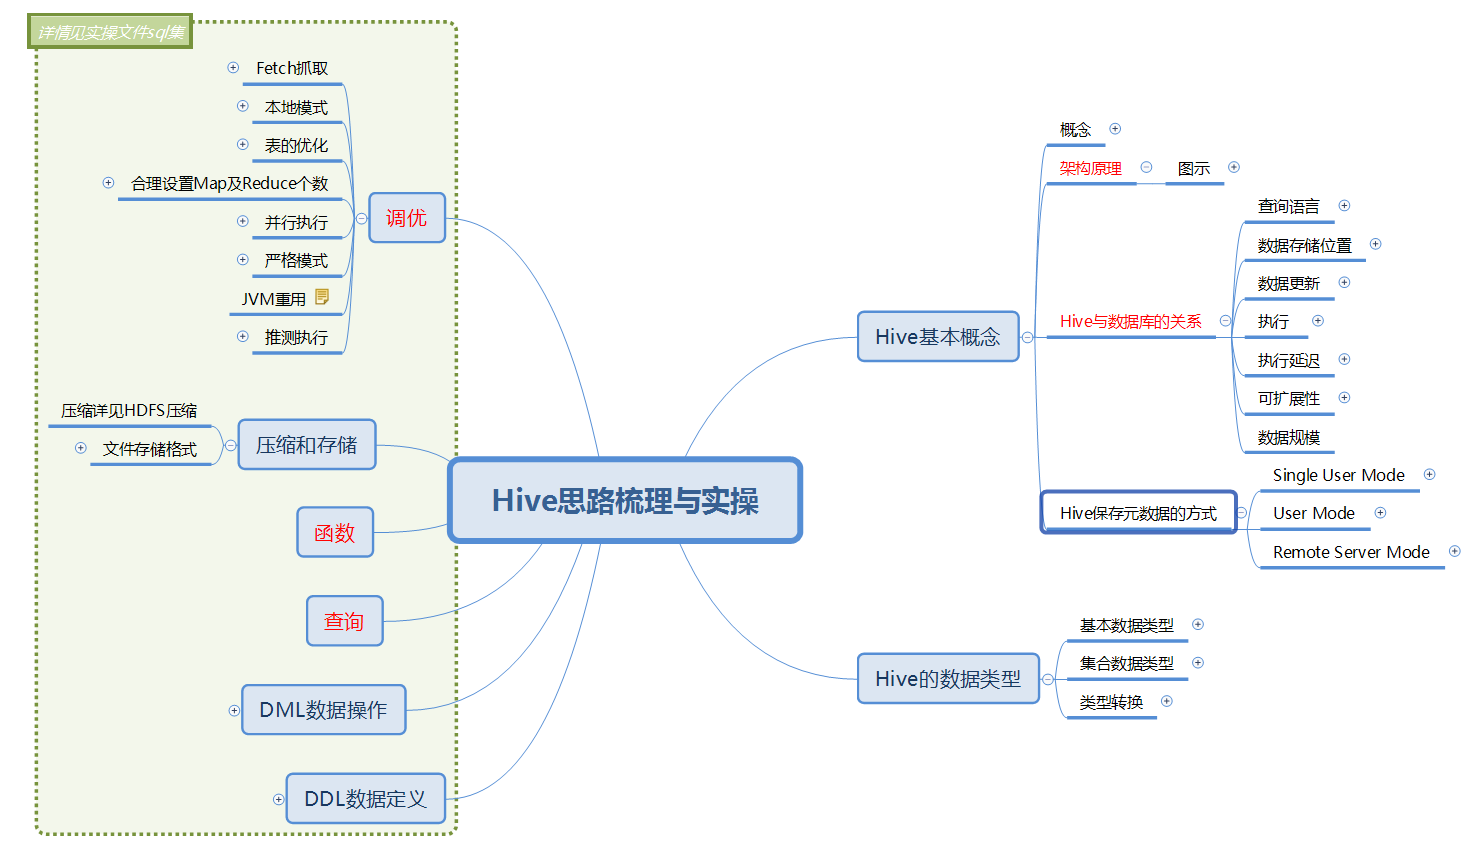 详情见实操文件sql集
Fetch抓取
本地模式
表的优化
合理设置Map及Reduce个数
并行执行
严格模式
JVM重用
推测执行
调优
压缩详见HDFS压缩
文件存储格式
压缩和存储
函数
查询
DML数据操作
DDL数据定义
Hive思路梳理与实操
Hive基本概念
概念
架构原理
图示
Hive与数据库的关系
查询语言
数据存储位置
数据更新
执行
执行延迟
可扩展性
数据规模
Hive保存元数据的方式
Single User Mode
User Mode
Remote Server Mode
Hive的数据类型
基本数据类型
集合数据类型
类型转换